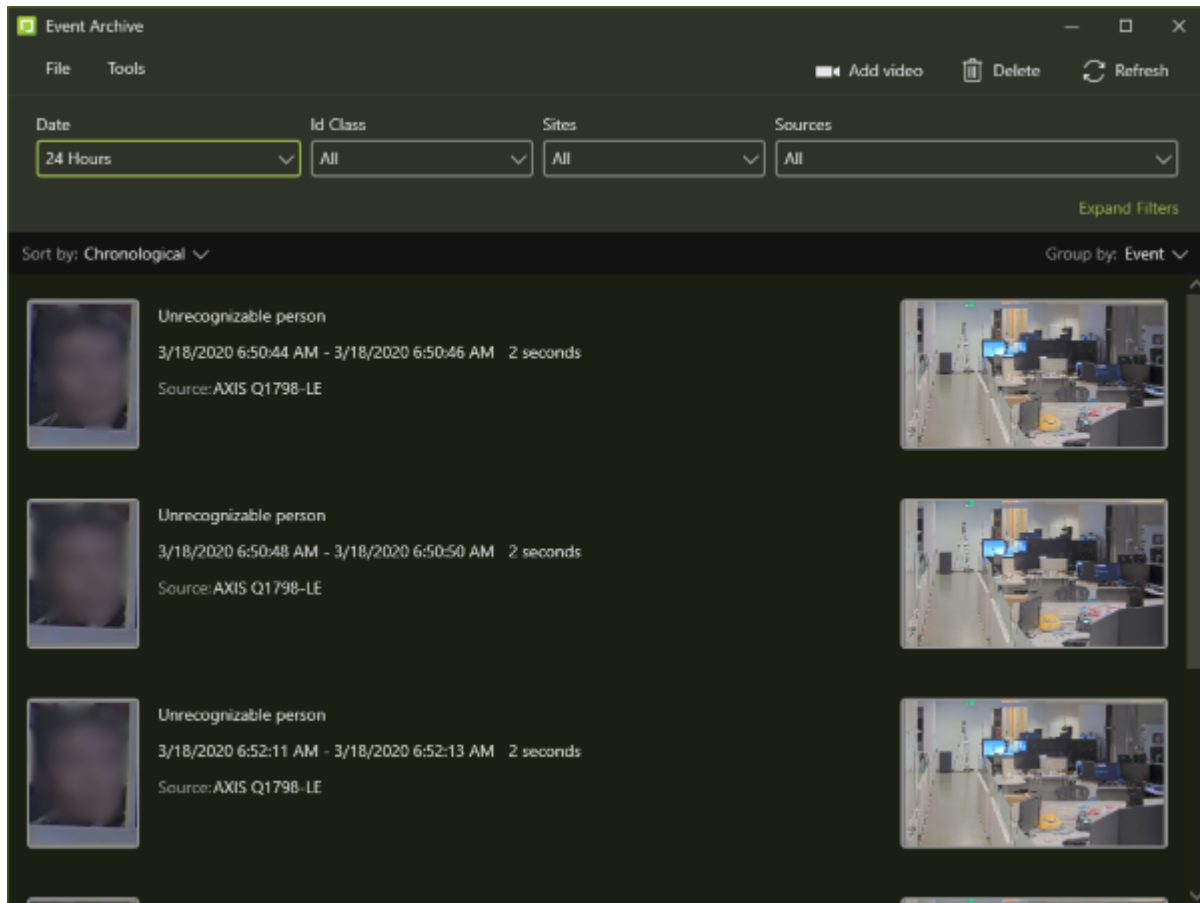 Event Archive
File Tools Add video Delete Refresh
Date Id Class Sites Sources
24 Hours All All All
Expand Filters
Sort by: Chronological Group by: Event
Unrecognizable person
3/18/2020 6:50:44 AM - 3/18/2020 6:50:46 AM 2 seconds
Source: AXIS Q1798-LE
Unrecognizable person
3/18/2020 6:50:48 AM - 3/18/2020 6:50:50 AM 2 seconds
Source: AXIS Q1798-LE
Unrecognizable person
3/18/2020 6:52:11 AM - 3/18/2020 6:52:13 AM 2 seconds
Source: AXIS Q1798-LE